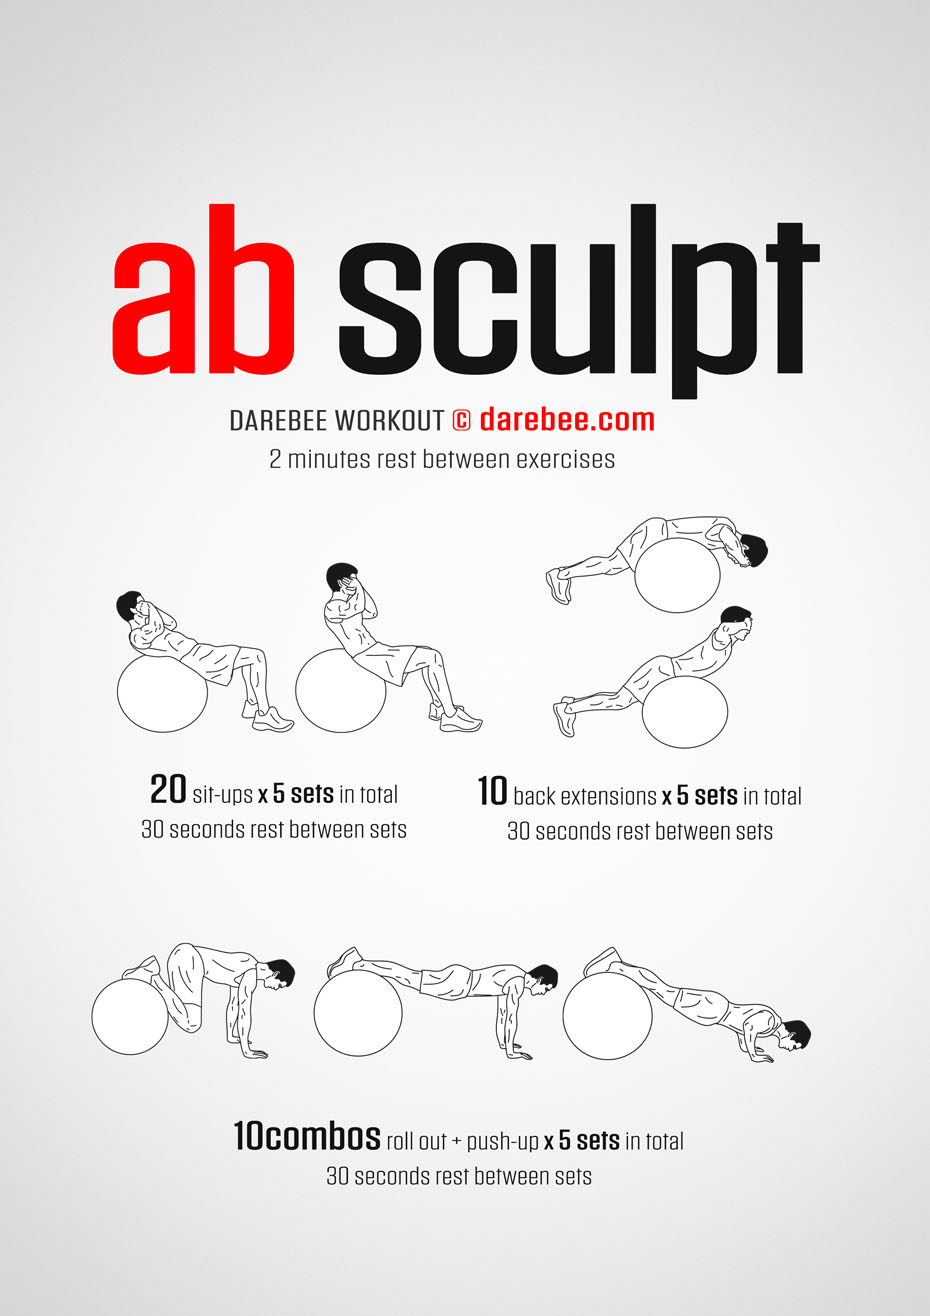 ab sculpt
DAREBEE WORKOUT © darebee.com
2 minutes rest between exercises
20 sit-ups x 5 sets in total
30 seconds rest between sets
10 back extensions x 5 sets in total
30 seconds rest between sets
10combos roll out + push-up x 5 sets in total
30 seconds rest between sets